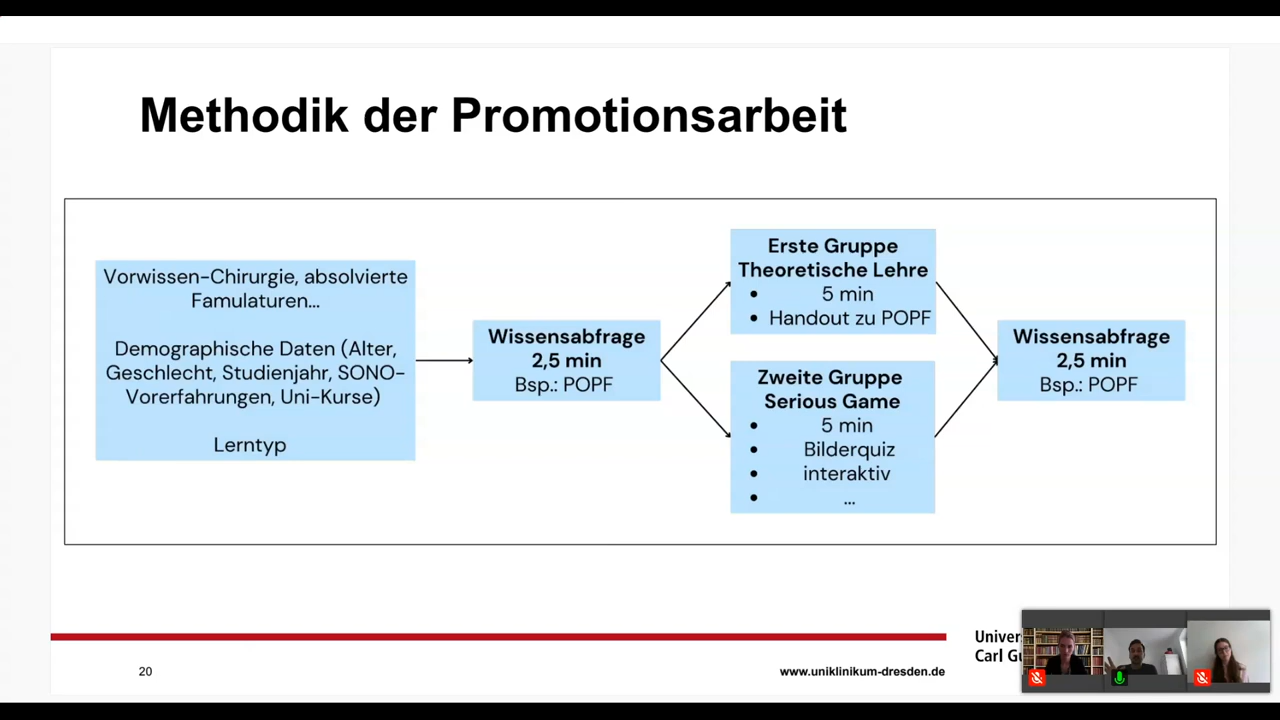 Methodik der Promotionsarbeit
Vorwissen-Chirurgie, absolvierte
Famulaturen...
Demographische Daten (Alter,
Geschlecht, Studienjahr, SONO-
Vorerfahrungen, Uni-Kurse)
Lerntyp
Wissensabfrage
2,5 min
Bsp.: POPF
Erste Gruppe
Theoretische Lehre
• 5 min
• Handout zu POPF
Zweite Gruppe
Serious Game
• 5 min
• Bilderquiz
• interaktiv
• ...
Wissensabfrage
2,5 min
Bsp.: POPF
20
www.uniklinikum-dresden.de
Univers
Carl Gu